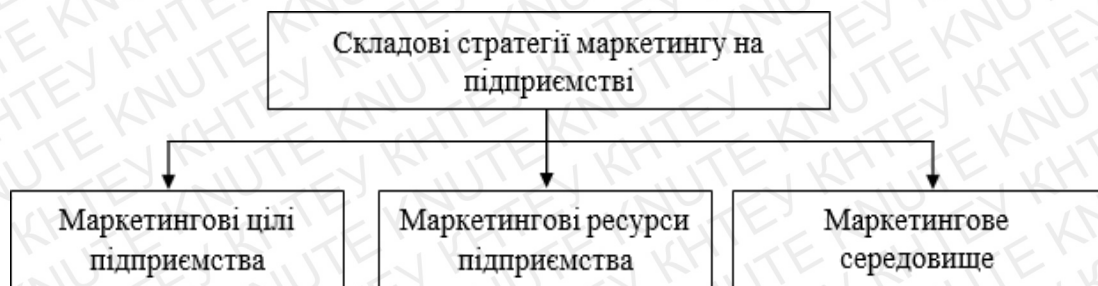 Складові стратегії маркетингу на
підприємстві
Маркетингові цілі
підприємства
Маркетингові ресурси
підприємства
Маркетингове
середовище